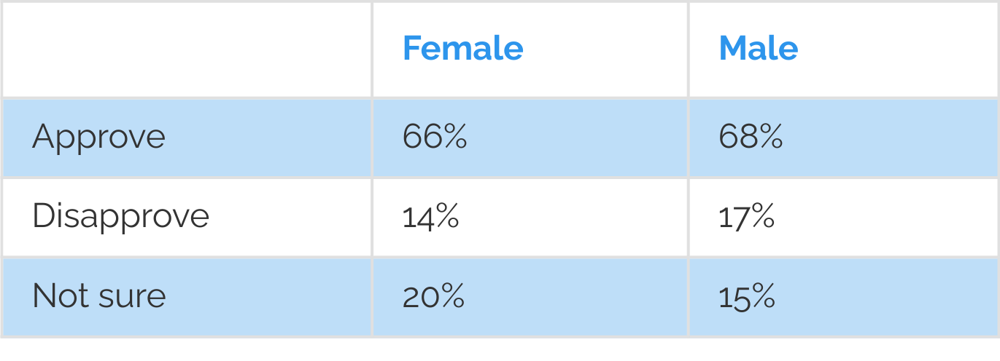 Female Male
Approve 66% 68%
Disapprove 14% 17%
Not sure 20% 15%